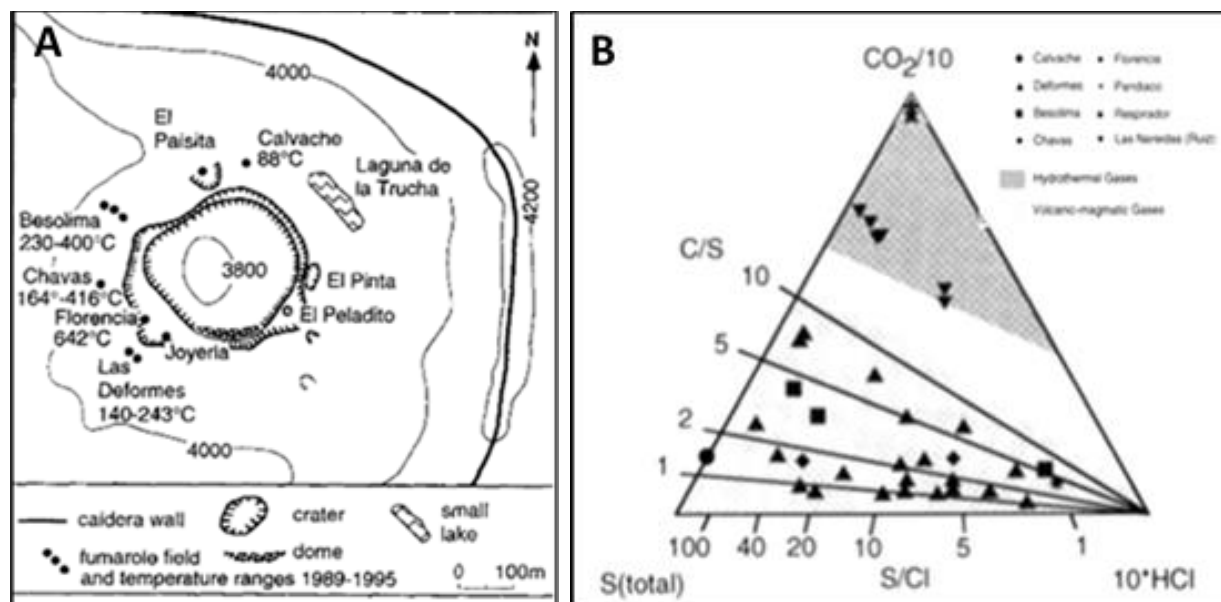 A
N
4000
4200
El
Paisita
Calvache
88°C
Laguna de
la Trucha
Besolima
230-400°C
Chavas
164°-416°C
Florencia
642°C
3800
El Pinta
El Peladito
Joyeria
Las
Deformes
140-243°C
4000
caldera wall
crater
small
lake
fumarole field
and temperature ranges 1989-1995
dome
0 100m
B
CO2/10
Calvache
Deformes
Besolima
Chavas
Florencia
Respirador
Las Nereidas (Ruiz)
Hydrothermal Gases
Volcano-magmatic Gases
C/S
10
5
2
1
100 40 20 10 5 1
S(total) S/Cl 10*HCl